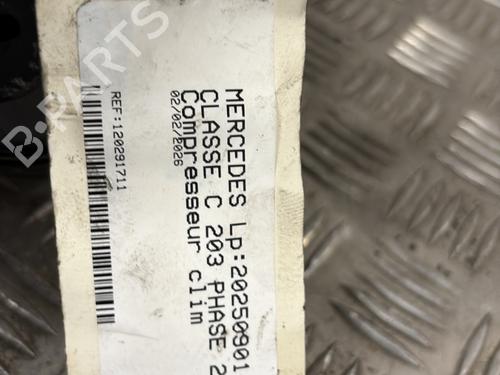 MERCEDES Lp:20250901
CLASSE C 203 PHASE 2
Compresseur clim
02/02/2026
REF:120291711
B-PARTS